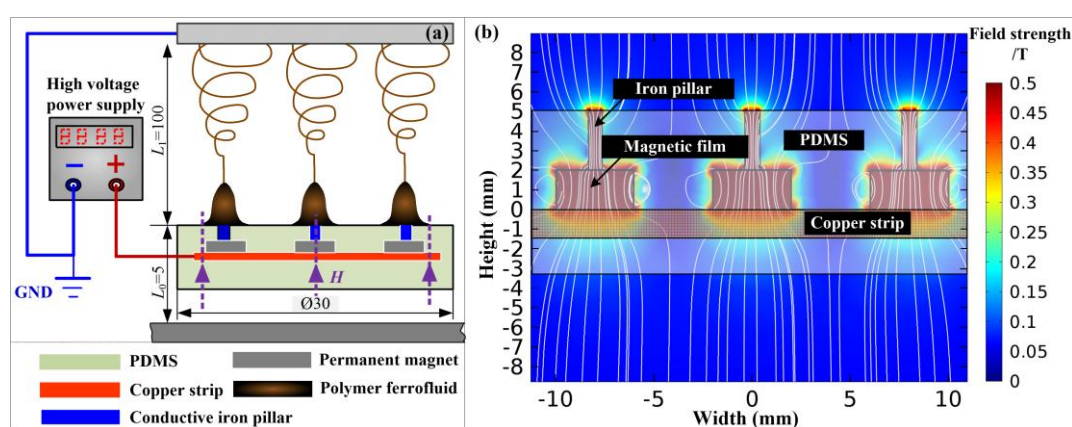 (a)
High voltage
power supply
8888
−
+
L₁=100
GND
L₀=5
H
Ø30
PDMS
Permanent magnet
Copper strip
Polymer ferrofluid
Conductive iron pillar
(b)
Field strength
/T
Iron pillar
Magnetic film
PDMS
Copper strip
Height (mm)
8
7
6
5
4
3
2
1
0
-1
-2
-3
-4
-5
-6
-7
-8
-10
-5
0
5
10
Width (mm)
0.5
0.45
0.4
0.35
0.3
0.25
0.2
0.15
0.1
0.05
0